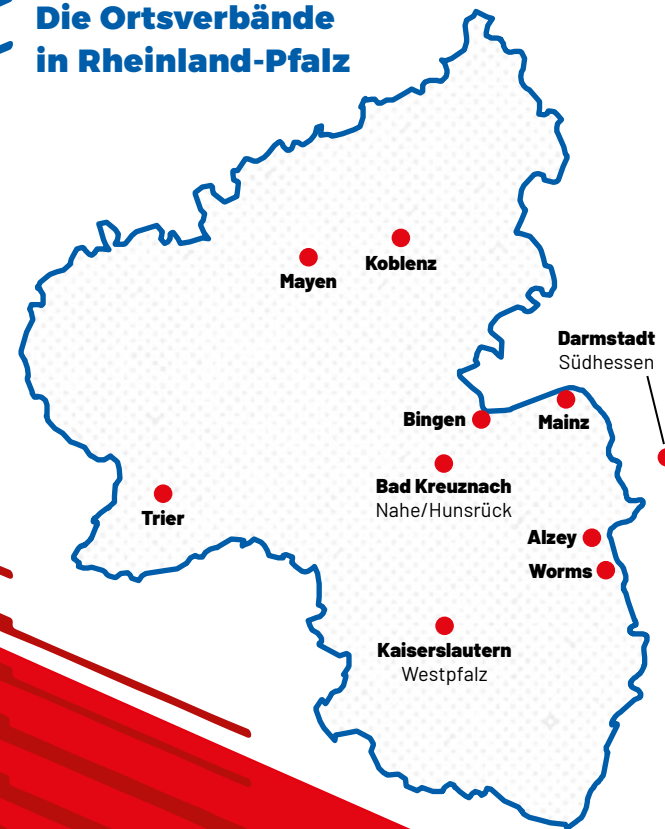 Die Ortsverbände
in Rheinland-Pfalz
Koblenz
Mayen
Darmstadt
Südhessen
Bingen
Mainz
Bad Kreuznach
Nahe/Hunsrück
Trier
Alzey
Worms
Kaiserslautern
Westpfalz